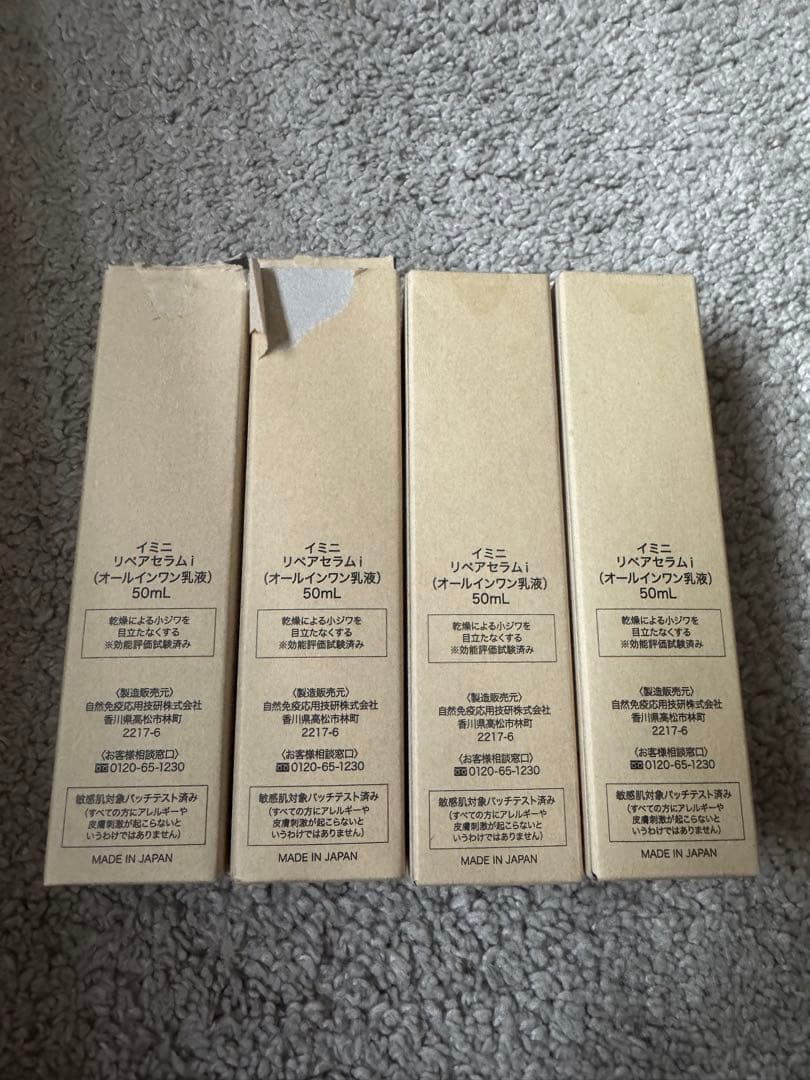 イミニ
リペアセラムi
(オールインワン乳液)
50mL
乾燥による小ジワを
目立たなくする
※効能評価試験済み
〈製造販売元〉
自然免疫応用技研株式会社
香川県高松市林町
2217-6
〈お客様相談窓口〉
0120-65-1230
敏感肌対象パッチテスト済み
(すべての方にアレルギーや
皮膚刺激が起こらないと
いうわけではありません)
MADE IN JAPAN
イミニ
リペアセラムi
(オールインワン乳液)
50mL
乾燥による小ジワを
目立たなくする
※効能評価試験済み
〈製造販売元〉
自然免疫応用技研株式会社
香川県高松市林町
2217-6
〈お客様相談窓口〉
0120-65-1230
敏感肌対象パッチテスト済み
(すべての方にアレルギーや
皮膚刺激が起こらないと
いうわけではありません)
MADE IN JAPAN
イミニ
リペアセラムi
(オールインワン乳液)
50mL
乾燥による小ジワを
目立たなくする
※効能評価試験済み
〈製造販売元〉
自然免疫応用技研株式会社
香川県高松市林町
2217-6
〈お客様相談窓口〉
0120-65-1230
敏感肌対象パッチテスト済み
(すべての方にアレルギーや
皮膚刺激が起こらないと
いうわけではありません)
MADE IN JAPAN
イミニ
リペアセラムi
(オールインワン乳液)
50mL
乾燥による小ジワを
目立たなくする
※効能評価試験済み
〈製造販売元〉
自然免疫応用技研株式会社
香川県高松市林町
2217-6
〈お客様相談窓口〉
0120-65-1230
敏感肌対象パッチテスト済み
(すべての方にアレルギーや
皮膚刺激が起こらないと
いうわけではありません)
MADE IN JAPAN